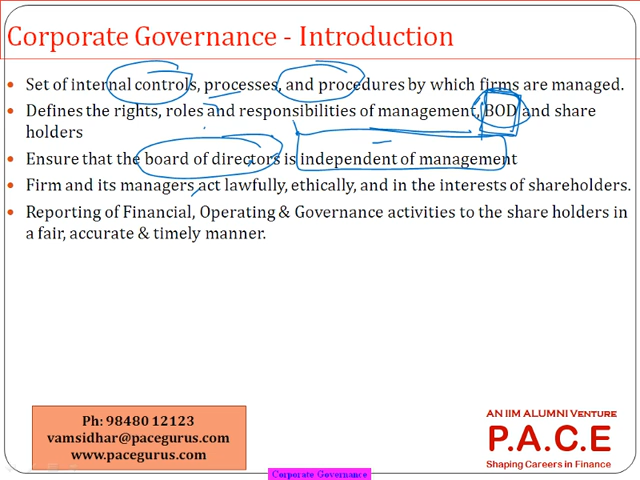 Corporate Governance - Introduction
• Set of internal controls, processes, and procedures by which firms are managed.
• Defines the rights, roles and responsibilities of management, BOD and share
holders
• Ensure that the board of directors is independent of management
• Firm and its managers act lawfully, ethically, and in the interests of shareholders.
• Reporting of Financial, Operating & Governance activities to the share holders in
a fair, accurate & timely manner.
Ph: 98480 12123
vamsidhar@pacegurus.com
www.pacegurus.com
AN IIM ALUMNI VENTURE
P.A.C.E
Shaping Careers in Finance
Corporate Governance